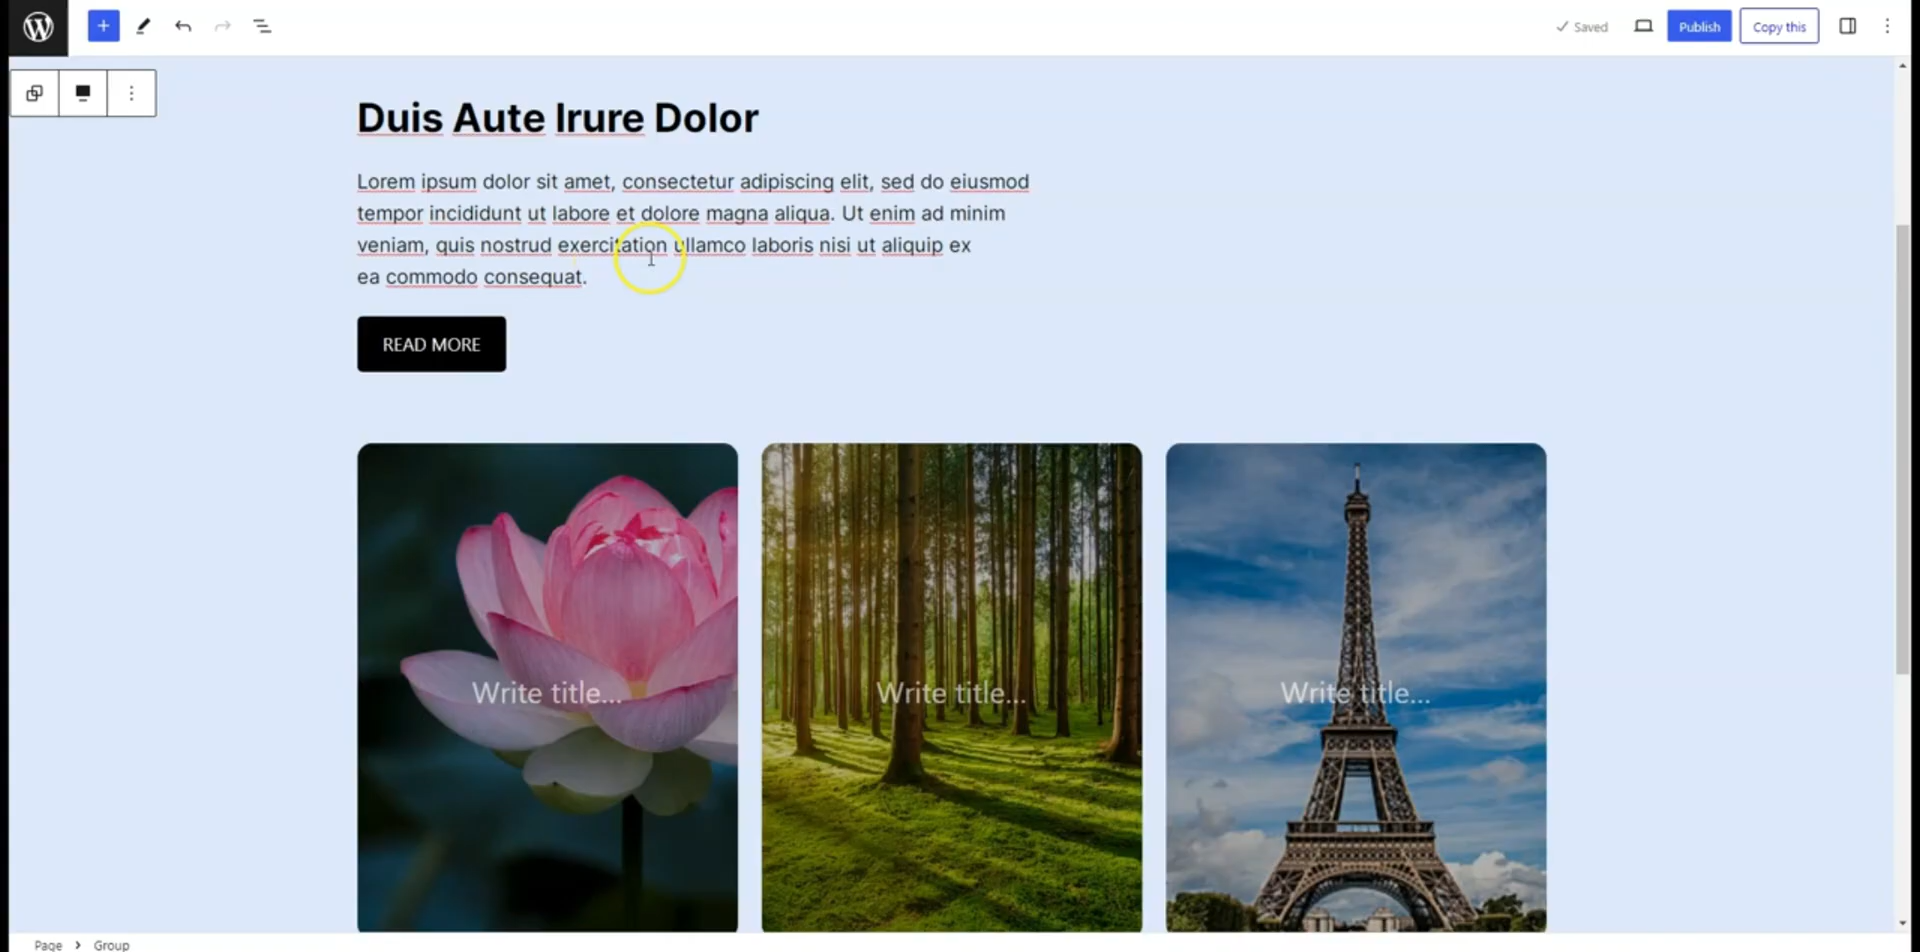 Saved
Publish
Copy this
Duis Aute Irure Dolor
Lorem ipsum dolor sit amet, consectetur adipiscing elit, sed do eiusmod
tempor incididunt ut labore et dolore magna aliqua. Ut enim ad minim
veniam, quis nostrud exercitation ullamco laboris nisi ut aliquip ex
ea commodo consequat.
READ MORE
Write title...
Write title...
Write title...
Page > Group